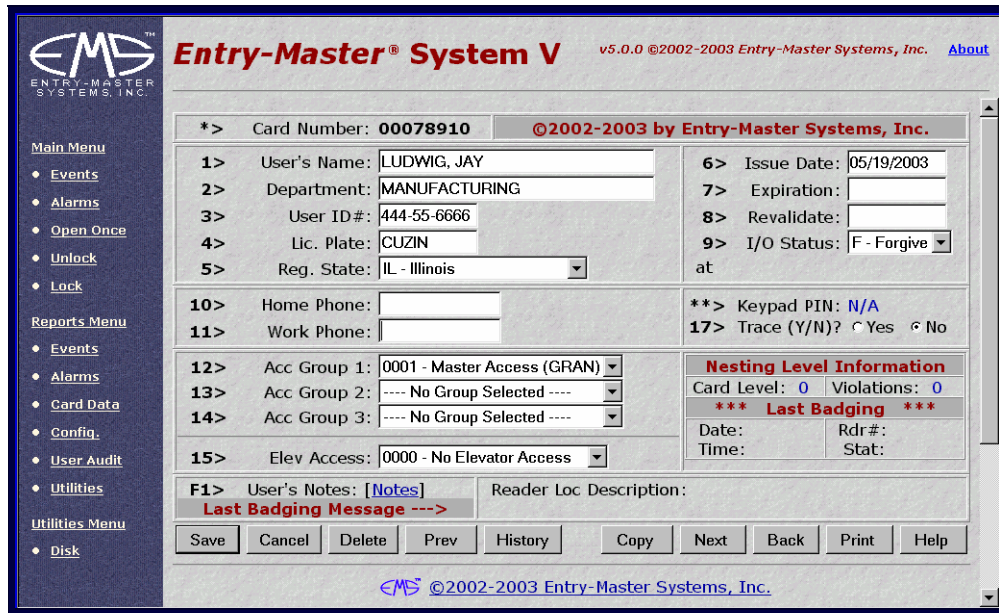 EMS™
ENTRY-MASTER
SYSTEMS, INC.
Entry-Master® System V
v5.0.0 ©2002-2003 Entry-Master Systems, Inc.
About
Main Menu
Events
Alarms
Open Once
Unlock
Lock
Reports Menu
Events
Alarms
Card Data
Config.
User Audit
Utilities
Utilities Menu
Disk
*> Card Number: 00078910
©2002-2003 by Entry-Master Systems, Inc.
1> User's Name: LUDWIG, JAY
2> Department: MANUFACTURING
3> User ID#: 444-55-6666
4> Lic. Plate: CUZIN
5> Reg. State: IL - Illinois
6> Issue Date: 05/19/2003
7> Expiration:
8> Revalidate:
9> I/O Status: F - Forgive
at
10> Home Phone:
11> Work Phone:
**> Keypad PIN: N/A
17> Trace (Y/N)? Yes No
12> Acc Group 1: 0001 - Master Access (GRAN)
13> Acc Group 2: ---- No Group Selected ----
14> Acc Group 3: ---- No Group Selected ----
15> Elev Access: 0000 - No Elevator Access
Nesting Level Information
Card Level: 0 Violations: 0
*** Last Badging ***
Date: Rdr#:
Time: Stat:
F1> User's Notes: [Notes]
Last Badging Message --->
Reader Loc Description:
Save Cancel Delete Prev History Copy Next Back Print Help
EMS™ ©2002-2003 Entry-Master Systems, Inc.